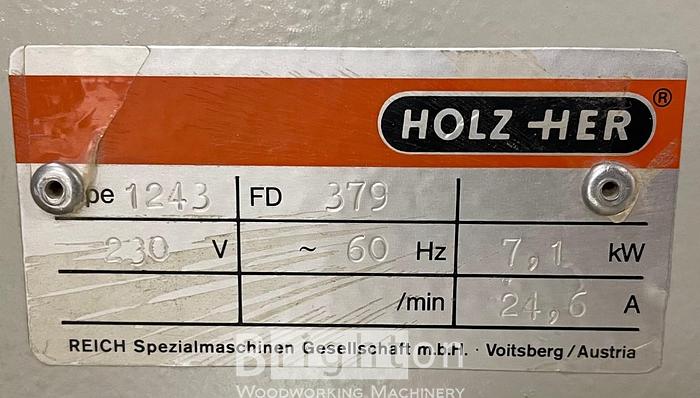 HOLZ-HER ®
pe 1243 FD 379
230 V ~ 60 Hz 7,1 kW
/min 24,6 A
REICH Spezialmaschinen Gesellschaft m.b.H. · Voitsberg/Austria
Brighton
WOODWORKING MACHINERY